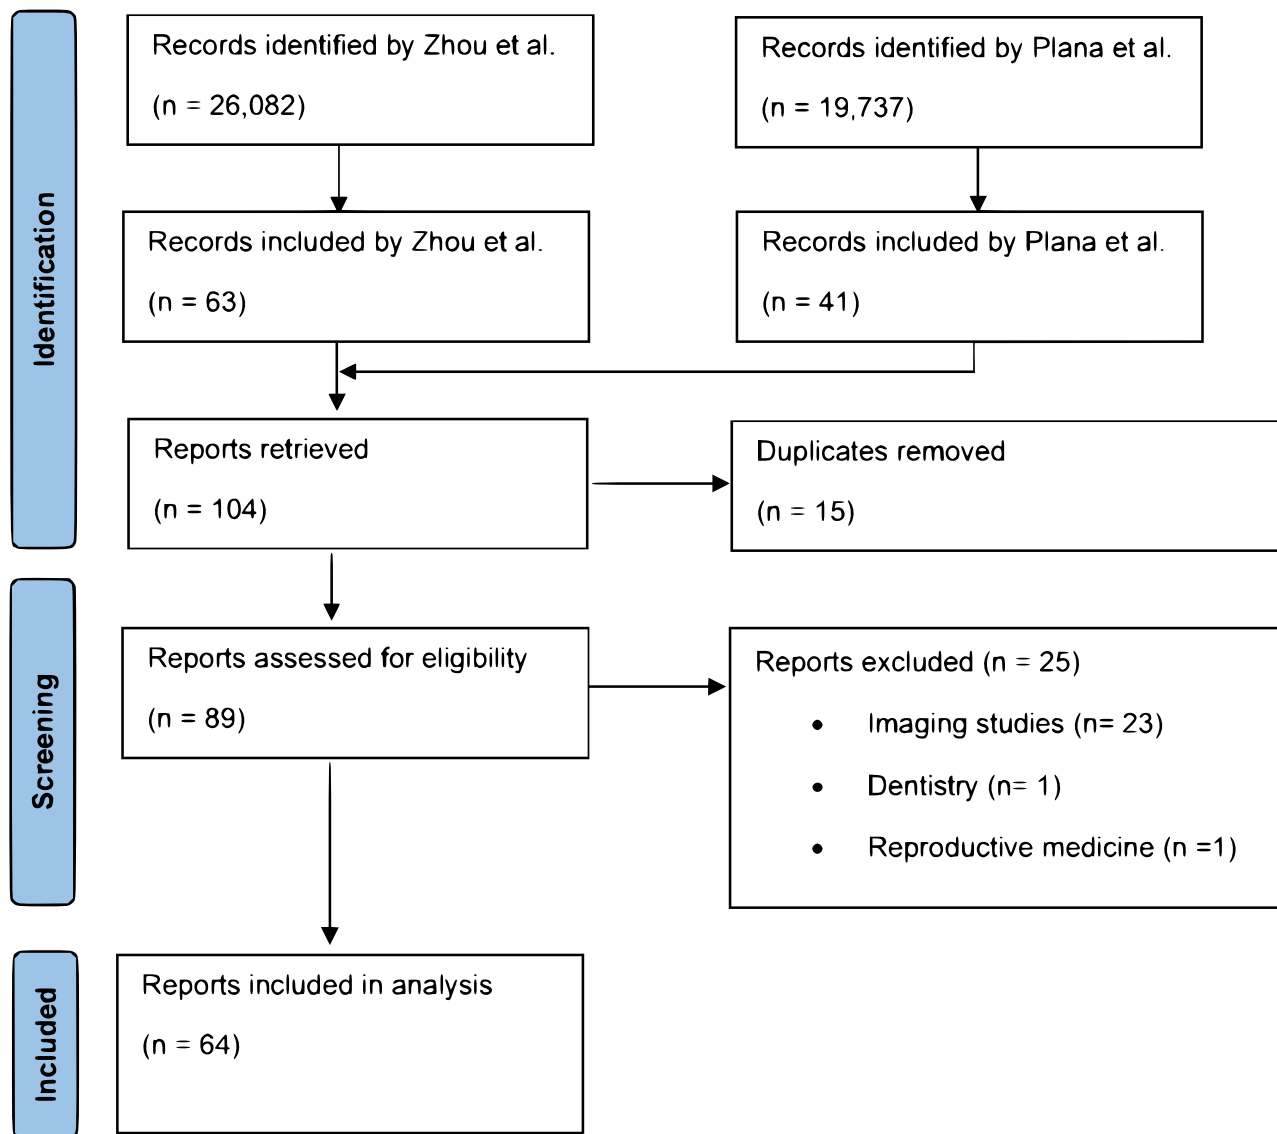 Identification
Records identified by Zhou et al.
(n = 26,082)
Records identified by Plana et al.
(n = 19,737)
Records included by Zhou et al.
(n = 63)
Records included by Plana et al.
(n = 41)
Reports retrieved
(n = 104)
Duplicates removed
(n = 15)
Screening
Reports assessed for eligibility
(n = 89)
Reports excluded (n = 25)
• Imaging studies (n= 23)
• Dentistry (n= 1)
• Reproductive medicine (n =1)
Included
Reports included in analysis
(n = 64)